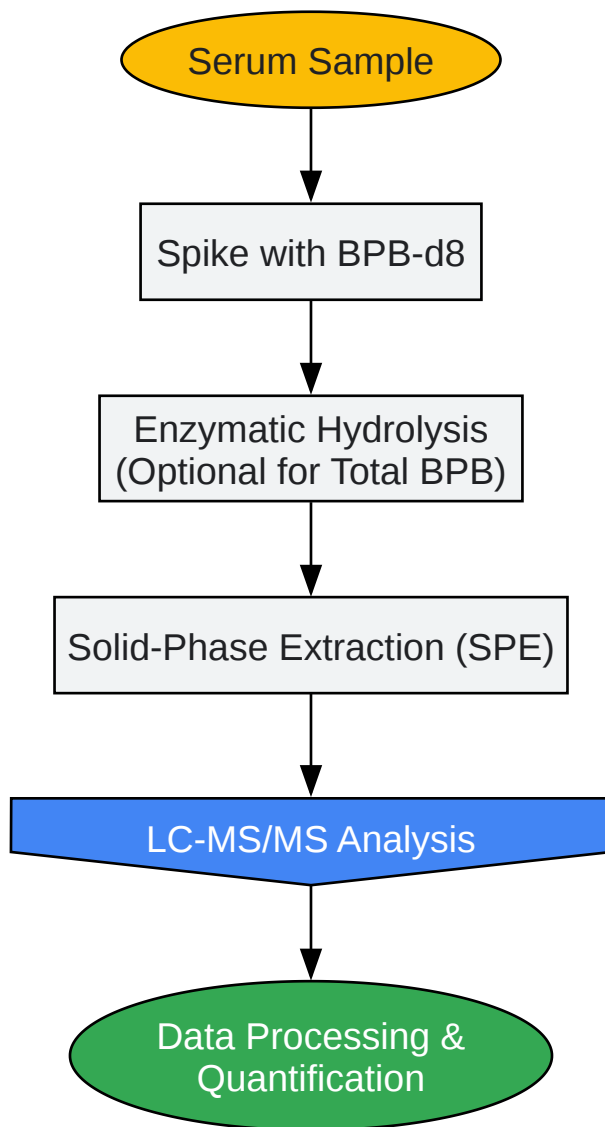 Serum Sample
Spike with BPB-d8
Enzymatic Hydrolysis
(Optional for Total BPB)
Solid-Phase Extraction (SPE)
LC-MS/MS Analysis
Data Processing &
Quantification